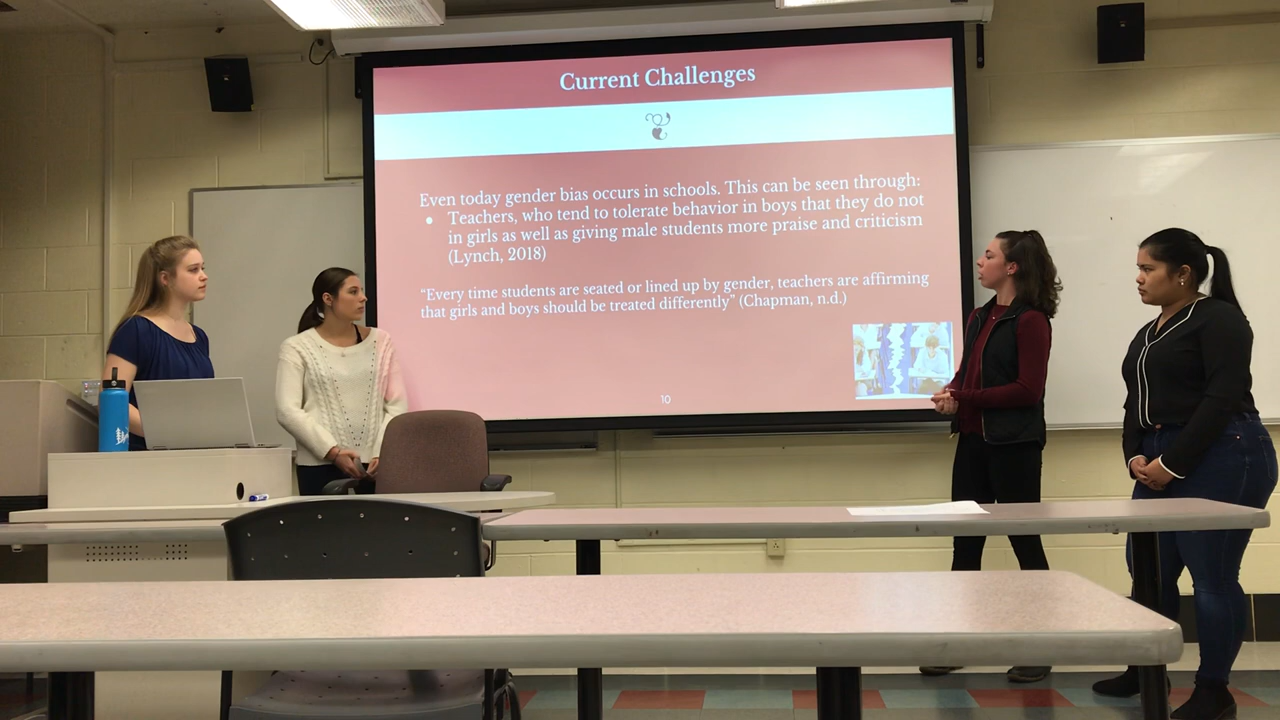 Current Challenges
Even today gender bias occurs in schools. This can be seen through:
● Teachers, who tend to tolerate behavior in boys that they do not
in girls as well as giving male students more praise and criticism
(Lynch, 2018)
“Every time students are seated or lined up by gender, teachers are affirming
that girls and boys should be treated differently” (Chapman, n.d.)
10